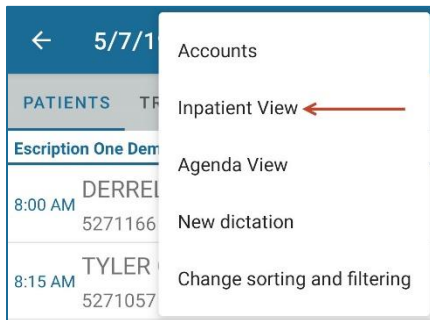 5/7/1
Accounts
PATIENTS TR
Inpatient View
Escription One Dem
Agenda View
8:00 AM DERREL
5271166
New dictation
8:15 AM TYLER
5271057
Change sorting and filtering